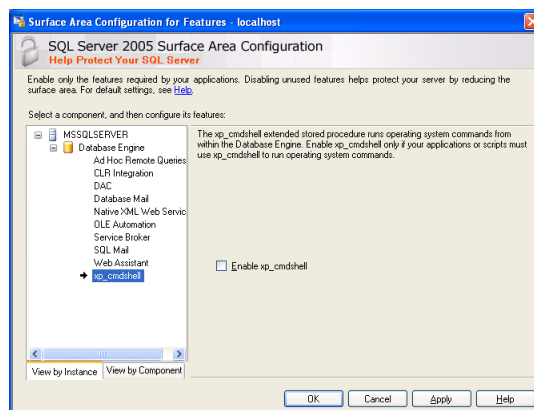 Surface Area Configuration for Features - localhost
SQL Server 2005 Surface Area Configuration
Help Protect Your SQL Server
Enable only the features required by your applications. Disabling unused features helps protect your server by reducing the
surface area. For default settings, see Help.
Select a component, and then configure its features:
MSSQLSERVER
Database Engine
Ad Hoc Remote Queries
CLR Integration
DAC
Database Mail
Native XML Web Servic
OLE Automation
Service Broker
SQL Mail
Web Assistant
xp_cmdshell
The xp_cmdshell extended stored procedure runs operating system commands from
within the Database Engine. Enable xp_cmdshell only if your applications or scripts must
use xp_cmdshell to run operating system commands.
Enable xp_cmdshell
View by Instance
View by Component
OK
Cancel
Apply
Help